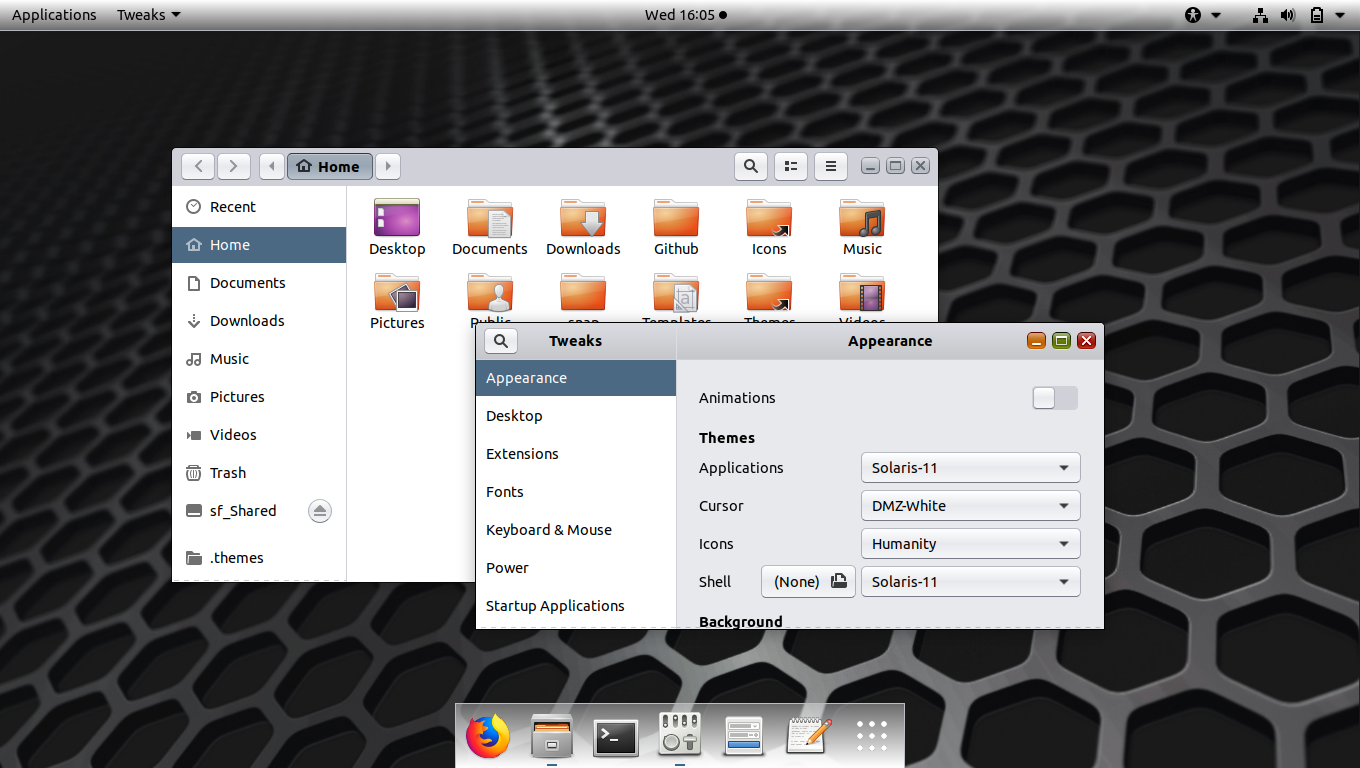 Applications Tweaks Wed 16:05
Home
Recent
Home
Documents
Downloads
Music
Pictures
Videos
Trash
sf_Shared
.themes
Desktop Documents Downloads Github Icons Music
Pictures Public snap Templates Themes Videos
Tweaks Appearance
Appearance
Desktop
Extensions
Fonts
Keyboard & Mouse
Power
Startup Applications
Animations
Themes
Applications Solaris-11
Cursor DMZ-White
Icons Humanity
Shell (None) Solaris-11
Background